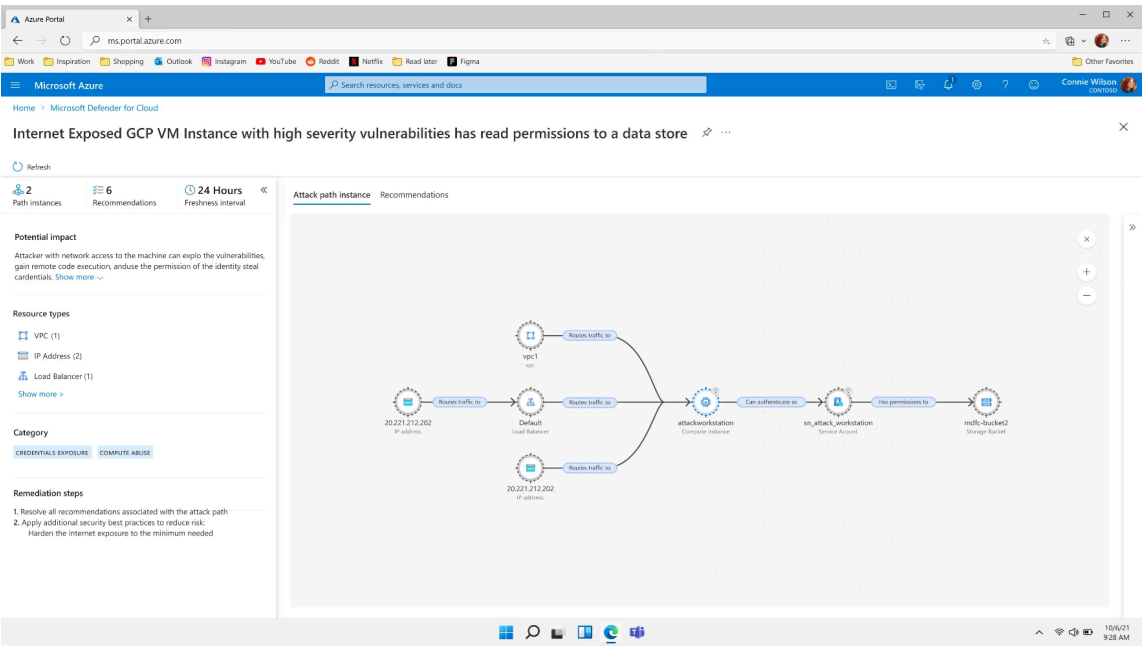 Azure Portal
ms.portal.azure.com
Work Inspiration Shopping Outlook Instagram YouTube Reddit Netflix Read later Figma Other Favorites
Microsoft Azure
Search resources, services and docs
1
Connie Wilson
CONTOSO
Home > Microsoft Defender for Cloud
Internet Exposed GCP VM Instance with high severity vulnerabilities has read permissions to a data store
Refresh
2
Path instances
6
Recommendations
24 Hours
Freshness interval
Potential impact
Attacker with network access to the machine can explo the vulnerabilities,
gain remote code execution, anduse the permission of the identity steal
cardentials. Show more
Resource types
VPC (1)
IP Address (2)
Load Balancer (1)
Show more >
Category
CREDENTIALS EXPOSURE COMPUTE ABUSE
Remediation steps
1. Resolve all recommendations associated with the attack path
2. Apply additional security best practices to reduce risk:
Harden the internet exposure to the minimum needed
Attack path instance Recommendations
Routes traffic to
vpc1
vpc
Routes traffic to
Routes traffic to
Can authenticate as
Has permissions to
20.221.212.202
IP address
Default
Load Balancer
attackworkstation
Compute instance
sn_attack_workstation
Service Acount
mdfc-bucket2
Storage Bucket
Routes traffic to
20.221.212.202
IP address
10/6/21
9:28 AM